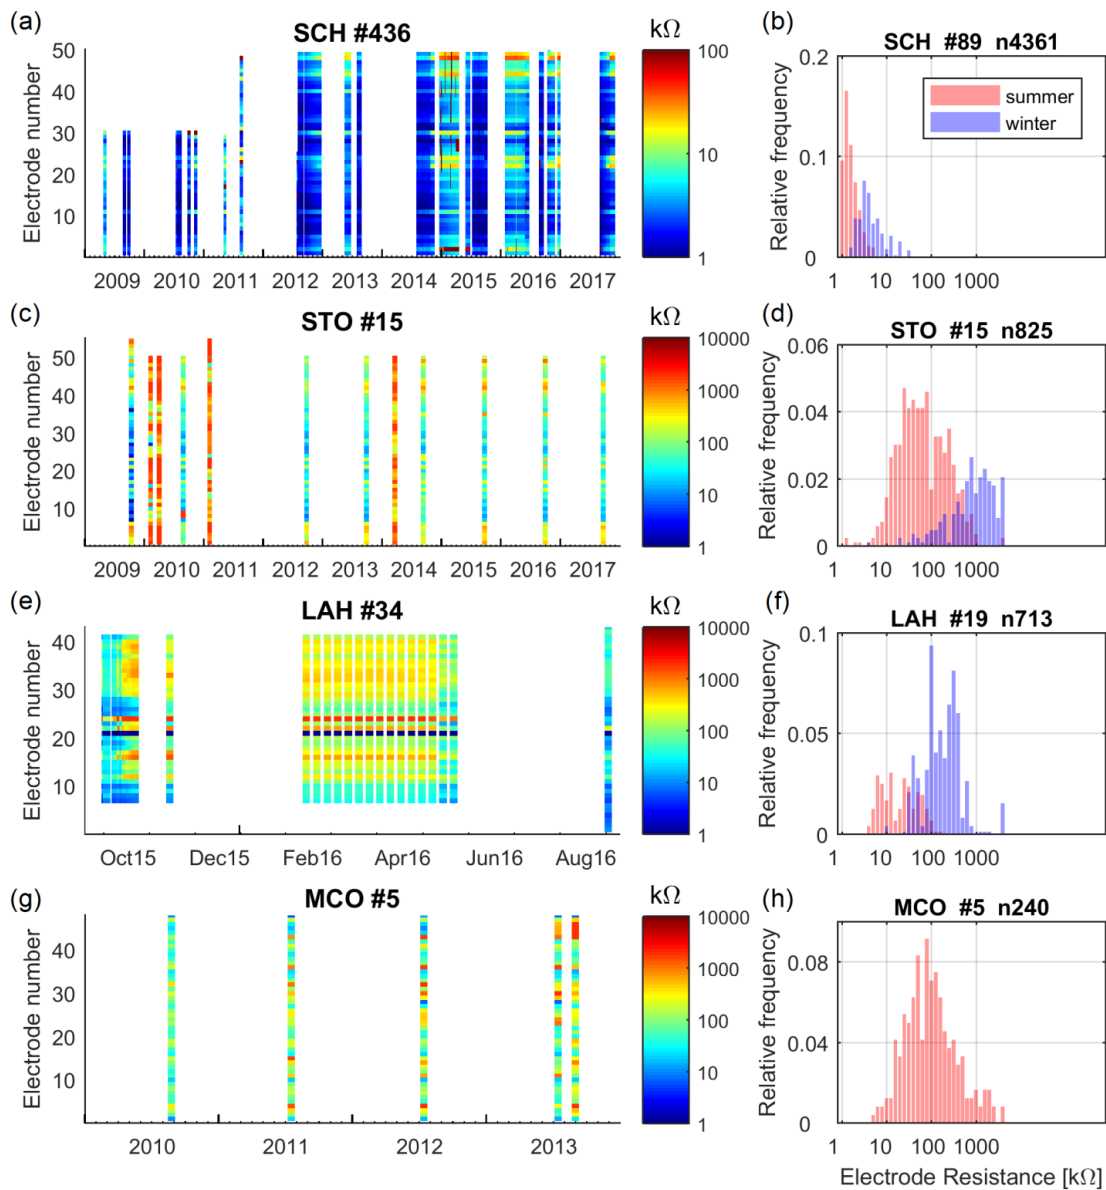 (a)
SCH #436
kΩ
Electrode number
50
40
30
20
10
2009 2010 2011 2012 2013 2014 2015 2016 2017
100
10
1
(b)
SCH #89 n4361
Relative frequency
0.2
0.1
0
summer
winter
1 10 100 1000
(c)
STO #15
kΩ
Electrode number
50
40
30
20
10
2009 2010 2011 2012 2013 2014 2015 2016 2017
10000
1000
100
10
1
(d)
STO #15 n825
Relative frequency
0.06
0.04
0.02
0
1 10 100 1000
(e)
LAH #34
kΩ
Electrode number
40
30
20
10
Oct15 Dec15 Feb16 Apr16 Jun16 Aug16
10000
1000
100
10
1
(f)
LAH #19 n713
Relative frequency
0.1
0.05
0
1 10 100 1000
(g)
MCO #5
kΩ
Electrode number
40
30
20
10
2010 2011 2012 2013
10000
1000
100
10
1
(h)
MCO #5 n240
Relative frequency
0.08
0.04
0
1 10 100 1000
Electrode Resistance [kΩ]